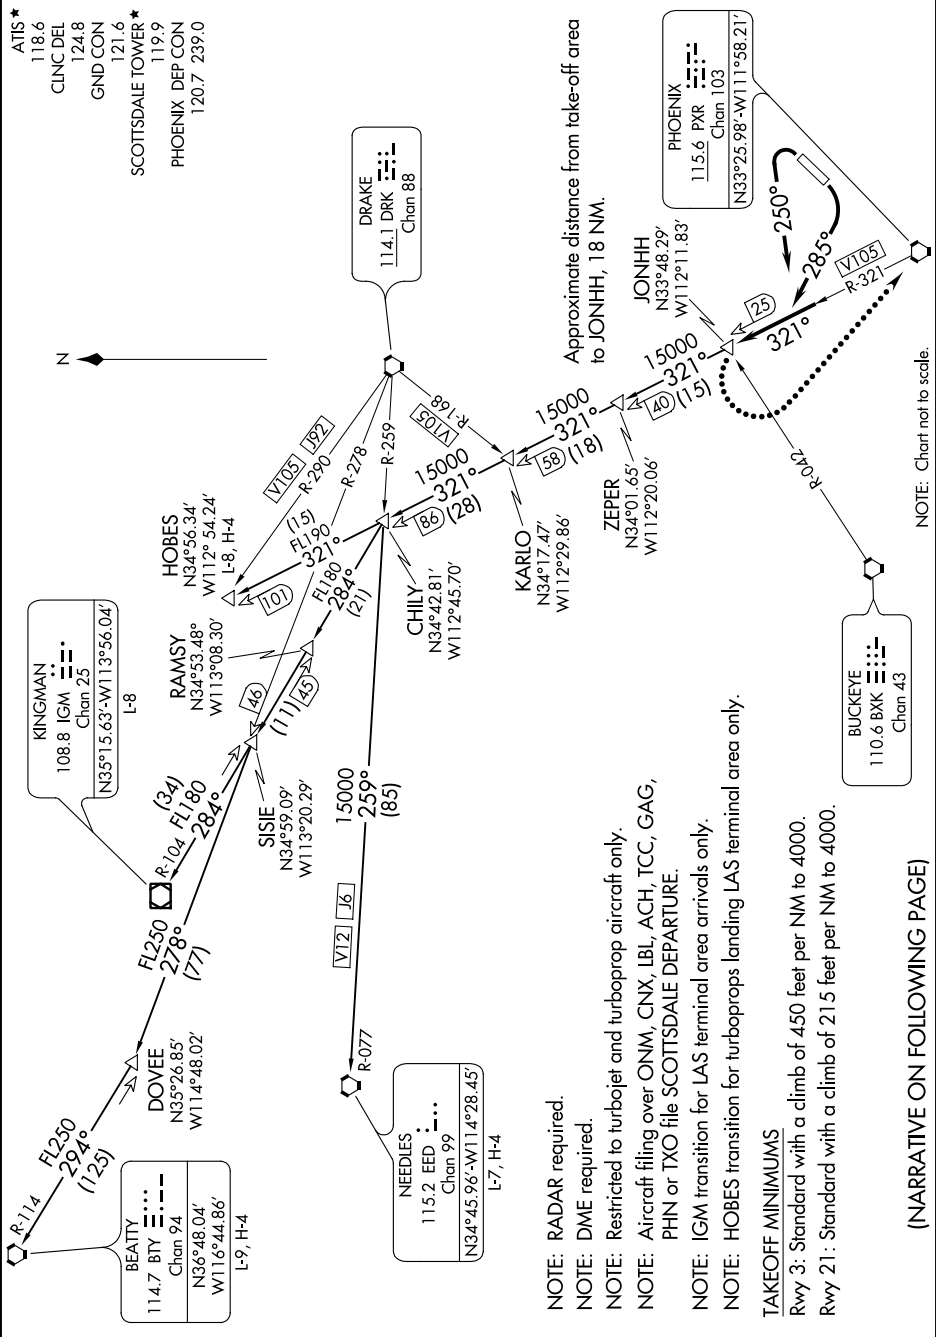 ATIS ★
118.6
CLNC DEL
124.8
GND CON
121.6
SCOTTSDALE TOWER ★
119.9
PHOENIX DEP CON
120.7 239.0
N
DRAKE
114.1 DRK
Chan 88
PHOENIX
115.6 PXR
Chan 103
N33°25.98′-W111°58.21′
Approximate distance from take-off area
to JONHH, 18 NM.
250°
285°
V105
R-321
JONHH
N33°48.29′
W112°11.83′
25
321°
15000
321°
40
(15)
ZEPER
N34°01.65′
W112°20.06′
15000
321°
58
(18)
KARLO
N34°17.47′
W112°29.86′
R-168
V105
15000
321°
86
(28)
R-259
R-278
R-290
V105
J92
CHILY
N34°42.81′
W112°45.70′
(15)
FL190
321°
101
HOBES
N34°56.34′
W112° 54.24′
L-8, H-4
FL180
284°
(21)
RAMSY
N34°53.48°
W113°08.30′
46
45
(11)
SISIE
N34°59.09′
W113°20.29′
KINGMAN
108.8 IGM
Chan 25
N35°15.63′-W113°56.04′
L-8
(34)
FL180
284°
R-104
FL250
278°
(77)
DOVEE
N35°26.85′
W114°48.02′
FL250
294°
(125)
R-114
BEATTY
114.7 BTY
Chan 94
N36°48.04′
W116°44.86′
L-9, H-4
15000
259°
(85)
V12
J6
R-077
NEEDLES
115.2 EED
Chan 99
N34°45.96′-W114°28.45′
L-7, H-4
R-042
BUCKEYE
110.6 BXK
Chan 43
NOTE: Chart not to scale.
NOTE: RADAR required.
NOTE: DME required.
NOTE: Restricted to turbojet and turboprop aircraft only.
NOTE: Aircraft filing over ONM, CNX, LBL, ACH, TCC, GAG,
PHN or TXO file SCOTTSDALE DEPARTURE.
NOTE: IGM transition for LAS terminal area arrivals only.
NOTE: HOBES transition for turboprops landing LAS terminal area only.
TAKEOFF MINIMUMS
Rwy 3: Standard with a climb of 450 feet per NM to 4000.
Rwy 21: Standard with a climb of 215 feet per NM to 4000.
(NARRATIVE ON FOLLOWING PAGE)